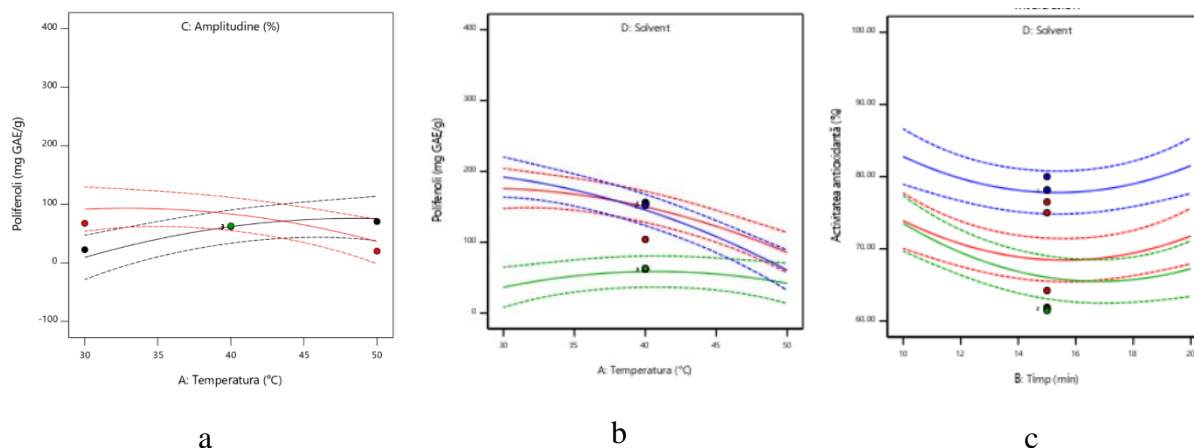 C: Amplitudine (%)
400
300
200
100
0
-100
Polifenoli (mg GAE/g)
3
30
35
40
45
50
A: Temperatura (°C)
a
D: Solvent
400
300
200
100
0
Polifenoli (mg GAE/g)
30
35
40
45
50
A: Temperatura (°C)
b
D: Solvent
100.00
90.00
80.00
70.00
60.00
Activitatea antioxidantă (%)
2
10
12
14
16
18
20
B: Timp (min)
c